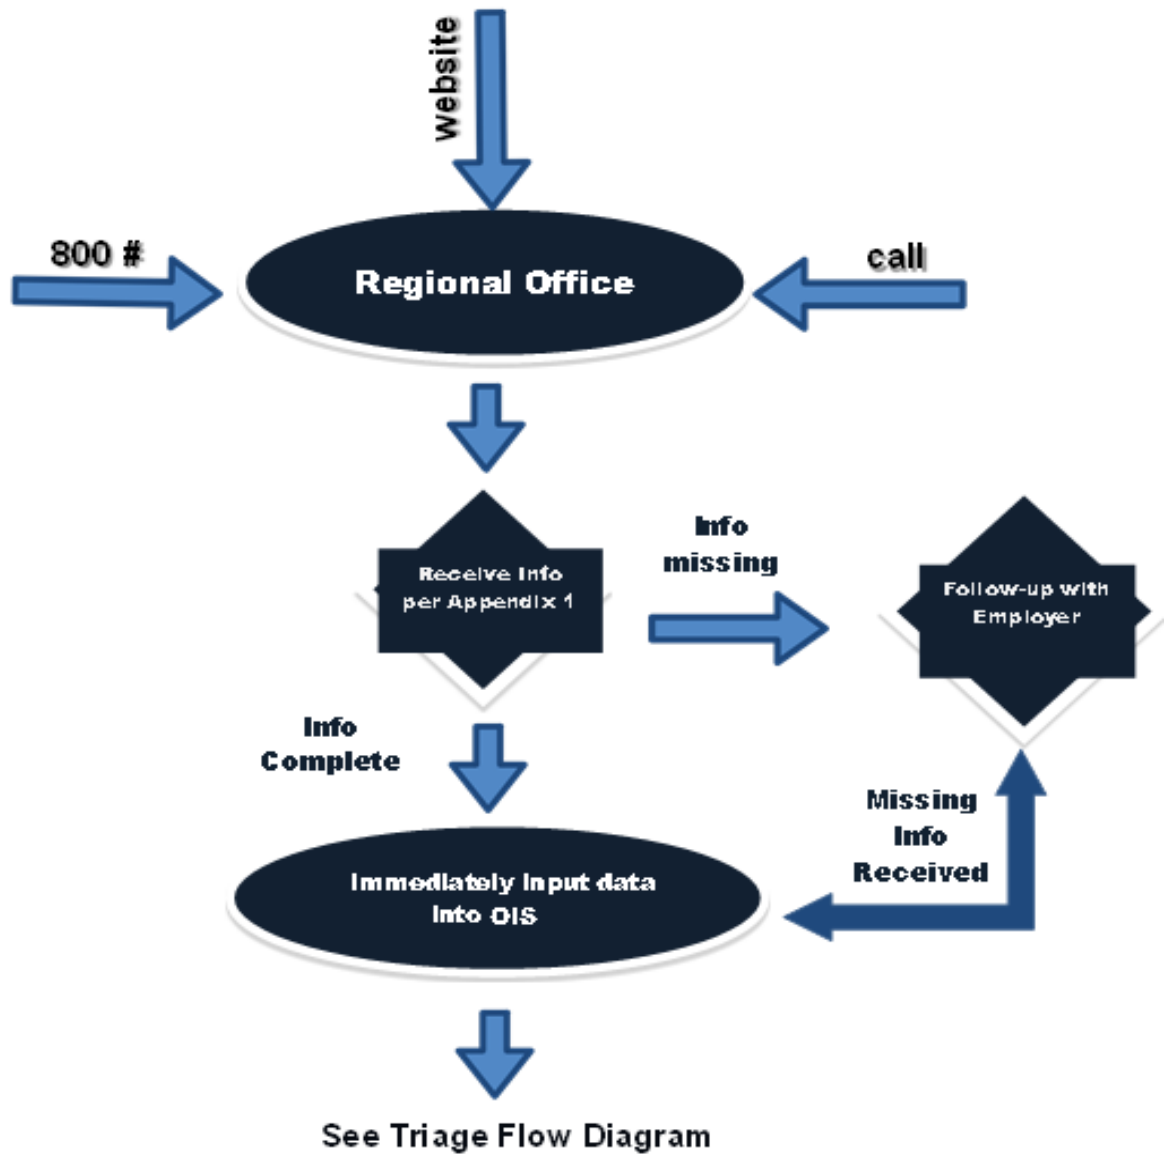 website
800 #
call
Regional Office
Info
missing
Receive Info
per Appendix 1
Follow-up with
Employer
Info
Complete
Missing
Info
Received
Immediately input data
into OIS
See Triage Flow Diagram